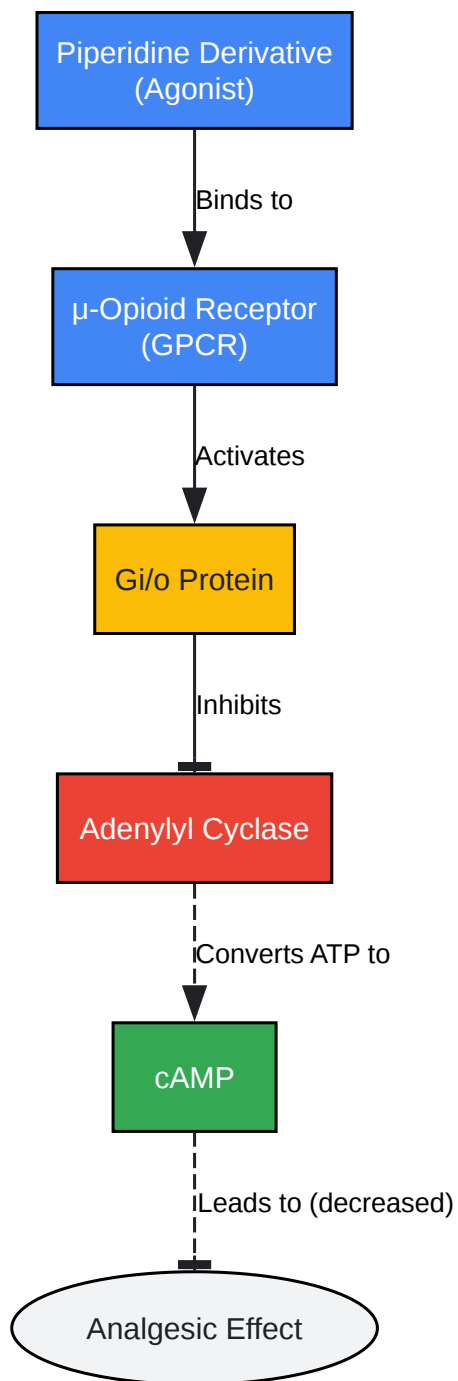 Piperidine Derivative
(Agonist)
Binds to
μ-Opioid Receptor
(GPCR)
Activates
Gi/o Protein
Inhibits
Adenylyl Cyclase
Converts ATP to
cAMP
Leads to (decreased)
Analgesic Effect